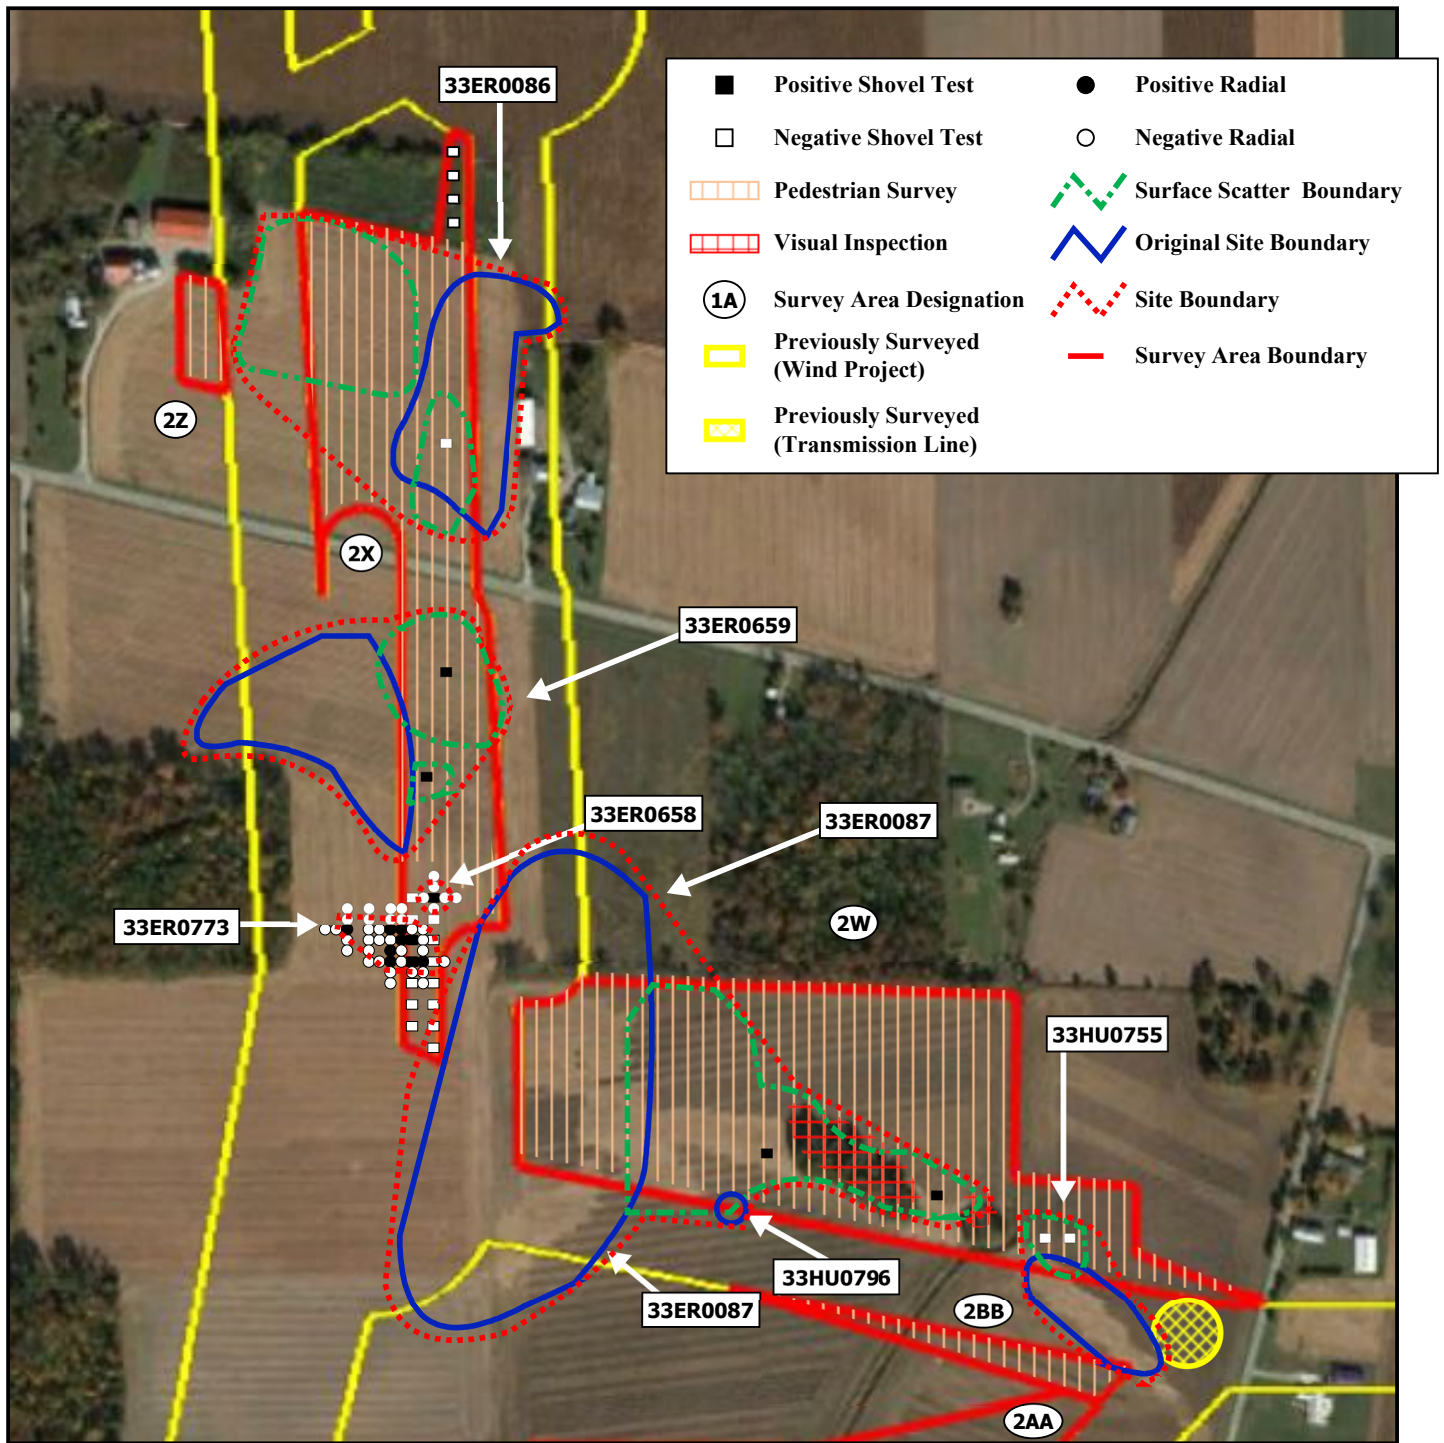 33ER0086
Positive Shovel Test
Positive Radial
Negative Shovel Test
Negative Radial
Pedestrian Survey
Surface Scatter Boundary
Visual Inspection
Original Site Boundary
1A
Survey Area Designation
Site Boundary
Previously Surveyed
(Wind Project)
Survey Area Boundary
Previously Surveyed
(Transmission Line)
2Z
2X
33ER0659
33ER0658
33ER0087
33ER0773
2W
33HU0755
33HU0796
33ER0087
2BB
2AA